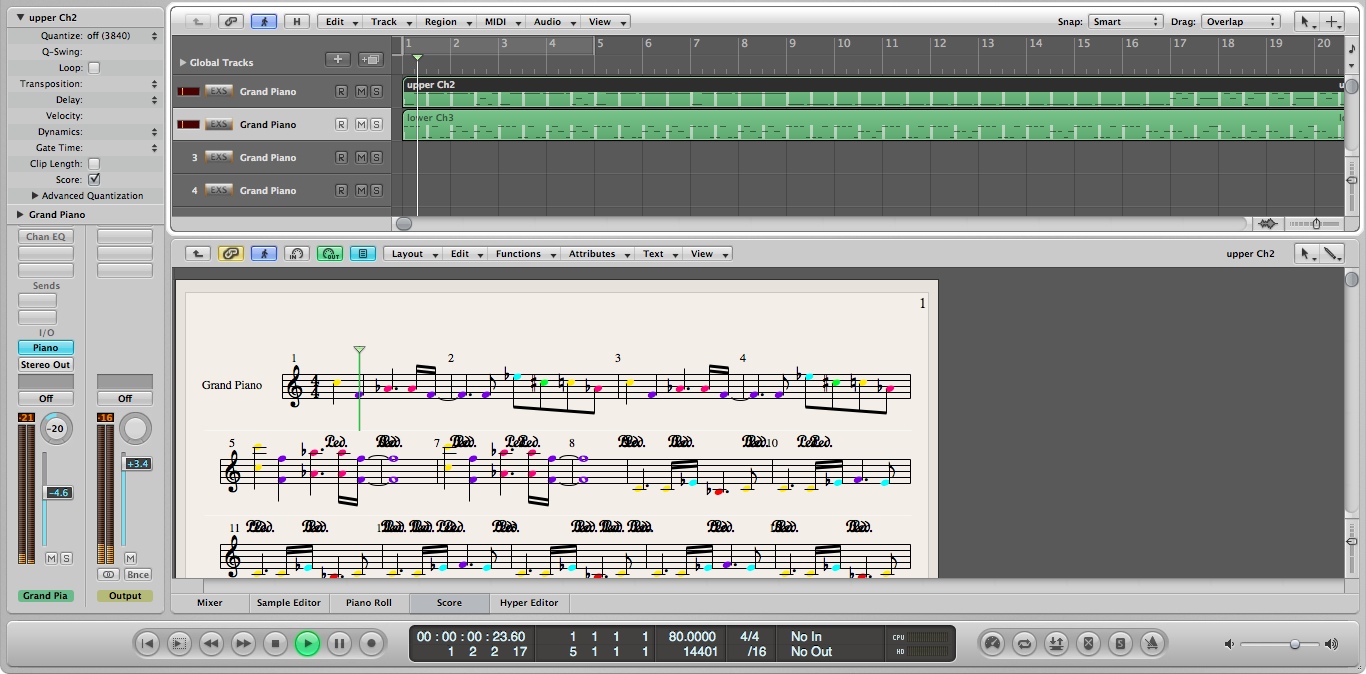 upper Ch2
Quantize: off (3840)
Q-Swing:
Loop:
Transposition:
Delay:
Velocity:
Dynamics:
Gate Time:
Clip Length:
Score:
Advanced Quantization
Grand Piano
Chan EQ
Sends
I/O
Piano
Stereo Out
Off
Off
-21
-16
-20
+3.4
-4.6
M S
M
Bnce
Grand Pia
Output
H
Edit Track Region MIDI Audio View
Snap: Smart Drag: Overlap
Global Tracks
1 2 3 4 5 6 7 8 9 10 11 12 13 14 15 16 17 18 19 20
EXS Grand Piano R M S
upper Ch2
EXS Grand Piano R M S
lower Ch3
3 EXS Grand Piano R M S
4 EXS Grand Piano R M S
IN OUT
Layout Edit Functions Attributes Text View
upper Ch2
1
1 2 3 4
Grand Piano
5 7 8 10
11
Mixer Sample Editor Piano Roll Score Hyper Editor
00 : 00 : 00 : 23.60 1 1 1 1 80.0000 4/4 No In CPU
1 2 2 17 5 1 1 1 14401 /16 No Out HD
S